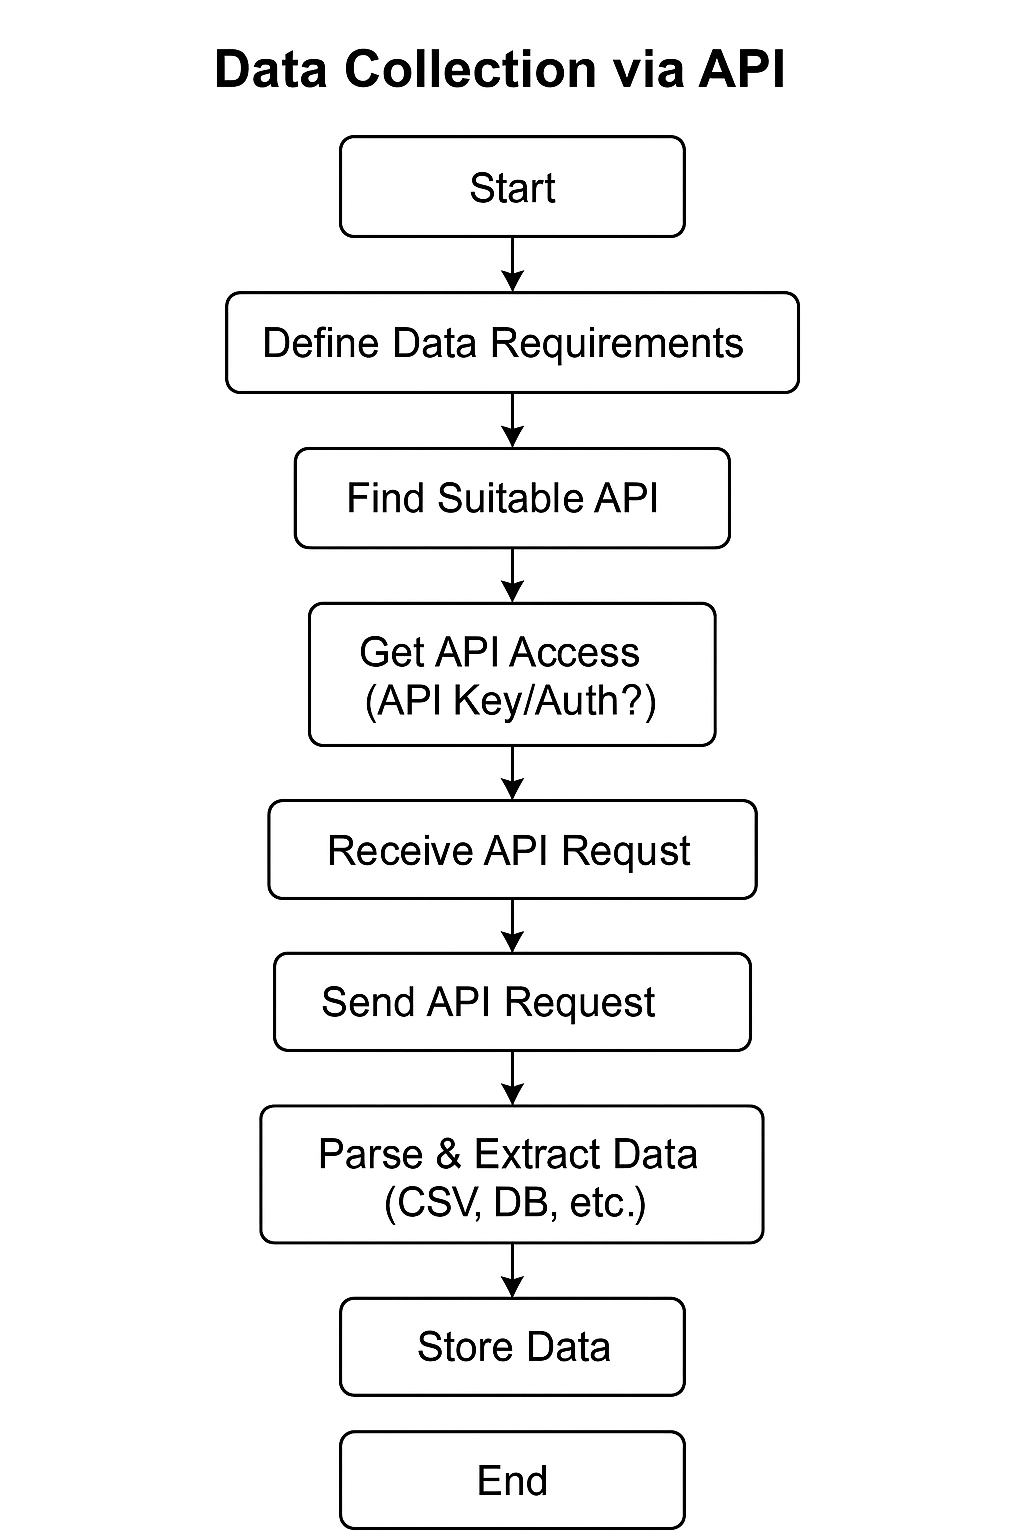 Data Collection via API
Start
Define Data Requirements
Find Suitable API
Get API Access
(API Key/Auth?)
Receive API Requst
Send API Request
Parse & Extract Data
(CSV, DB, etc.)
Store Data
End